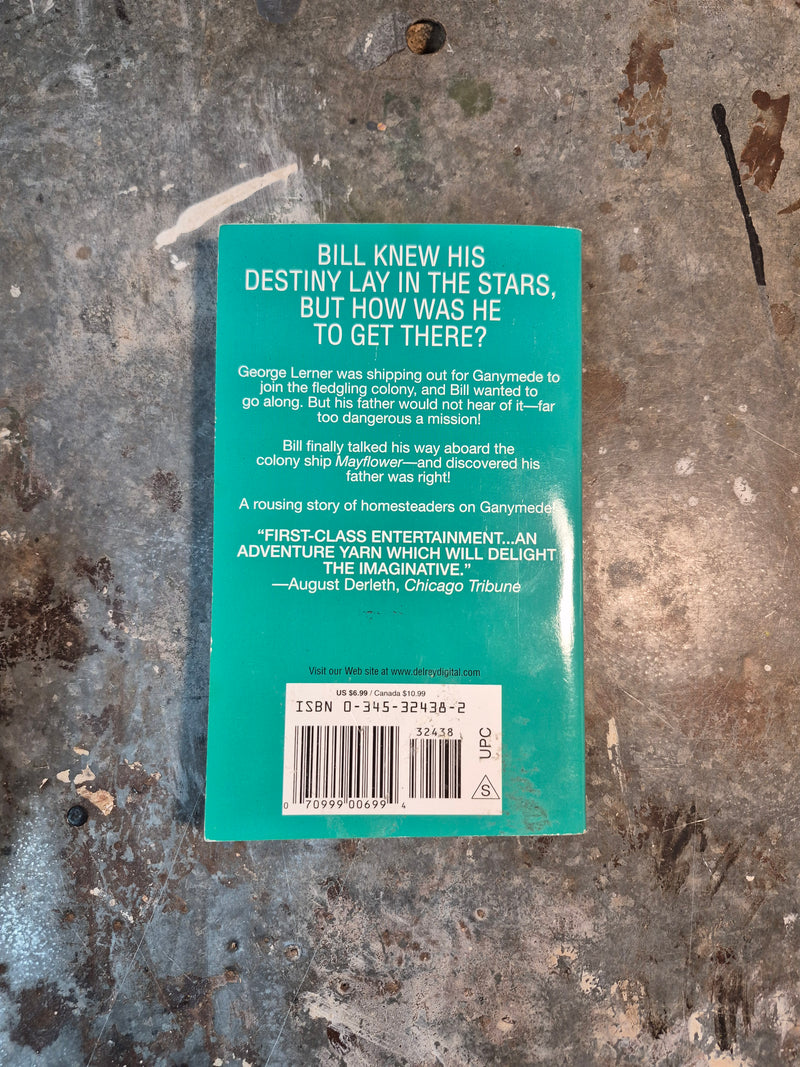 BILL KNEW HIS
DESTINY LAY IN THE STARS,
BUT HOW WAS HE
TO GET THERE?
George Lerner was shipping out for Ganymede to
join the fledgling colony, and Bill wanted to
go along. But his father would not hear of it—far
too dangerous a mission!
Bill finally talked his way aboard the
colony ship Mayflower—and discovered his
father was right!
A rousing story of homesteaders on Ganymede!
“FIRST-CLASS ENTERTAINMENT...AN
ADVENTURE YARN WHICH WILL DELIGHT
THE IMAGINATIVE.”
—August Derleth, Chicago Tribune
Visit our Web site at www.delreydigital.com
US $6.99 / Canada $10.99
ISBN 0-345-32438-2
32438
UPC
S
0 70999 00699 4